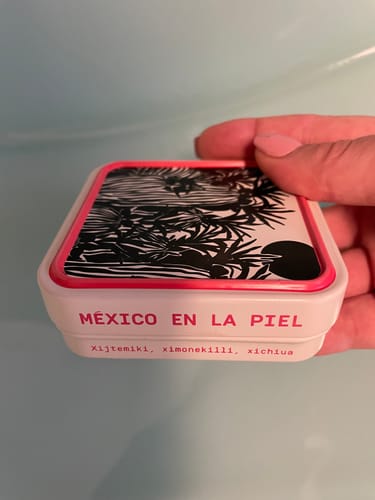 MÉXICO EN LA PIEL
Xijtemiki, ximonekilli, xichiua